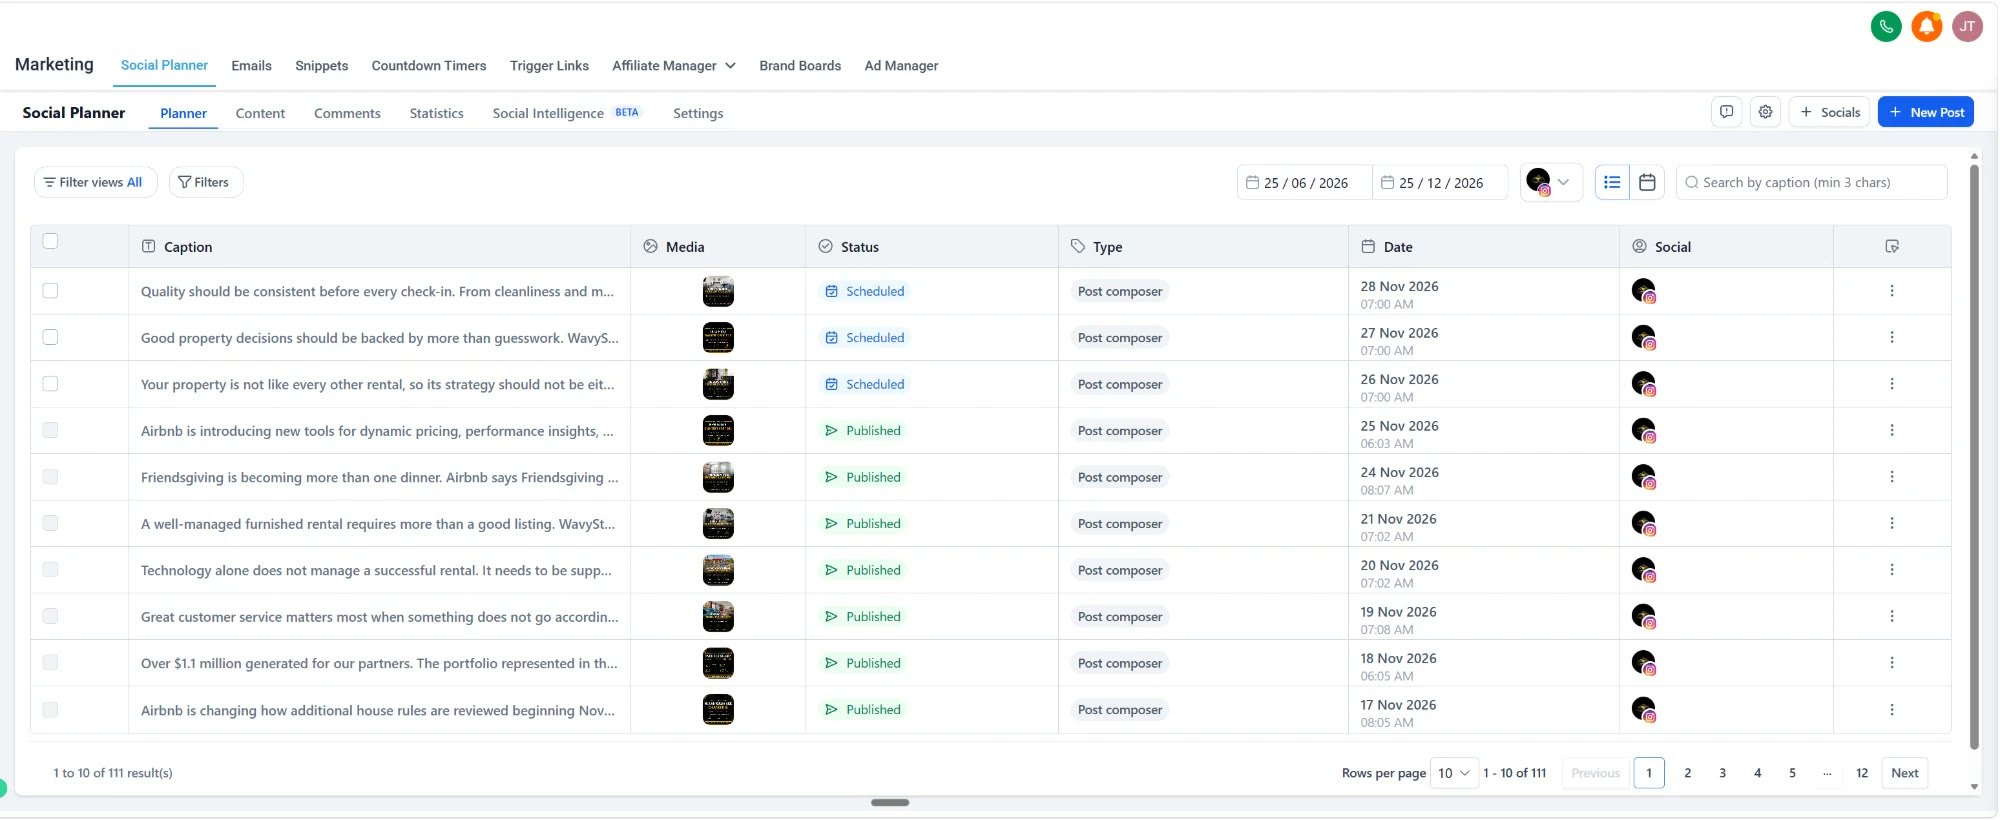 JT
Marketing Social Planner Emails Snippets Countdown Timers Trigger Links Affiliate Manager Brand Boards Ad Manager
Social Planner Planner Content Comments Statistics Social Intelligence BETA Settings + Socials + New Post
Filter views All Filters 25 / 06 / 2026 25 / 12 / 2026 Search by caption (min 3 chars)
Caption Media Status Type Date Social
Quality should be consistent before every check-in. From cleanliness and m... Scheduled Post composer 28 Nov 2026
07:00 AM
Good property decisions should be backed by more than guesswork. WavyS... Scheduled Post composer 27 Nov 2026
07:00 AM
Your property is not like every other rental, so its strategy should not be eit... Scheduled Post composer 26 Nov 2026
07:00 AM
Airbnb is introducing new tools for dynamic pricing, performance insights, ... Published Post composer 25 Nov 2026
06:03 AM
Friendsgiving is becoming more than one dinner. Airbnb says Friendsgiving ... Published Post composer 24 Nov 2026
08:07 AM
A well-managed furnished rental requires more than a good listing. WavySt... Published Post composer 21 Nov 2026
07:02 AM
Technology alone does not manage a successful rental. It needs to be supp... Published Post composer 20 Nov 2026
07:02 AM
Great customer service matters most when something does not go accordin... Published Post composer 19 Nov 2026
07:08 AM
Over $1.1 million generated for our partners. The portfolio represented in th... Published Post composer 18 Nov 2026
06:05 AM
Airbnb is changing how additional house rules are reviewed beginning Nov... Published Post composer 17 Nov 2026
08:05 AM
1 to 10 of 111 result(s) Rows per page 10 1 - 10 of 111 Previous 1 2 3 4 5 ... 12 Next